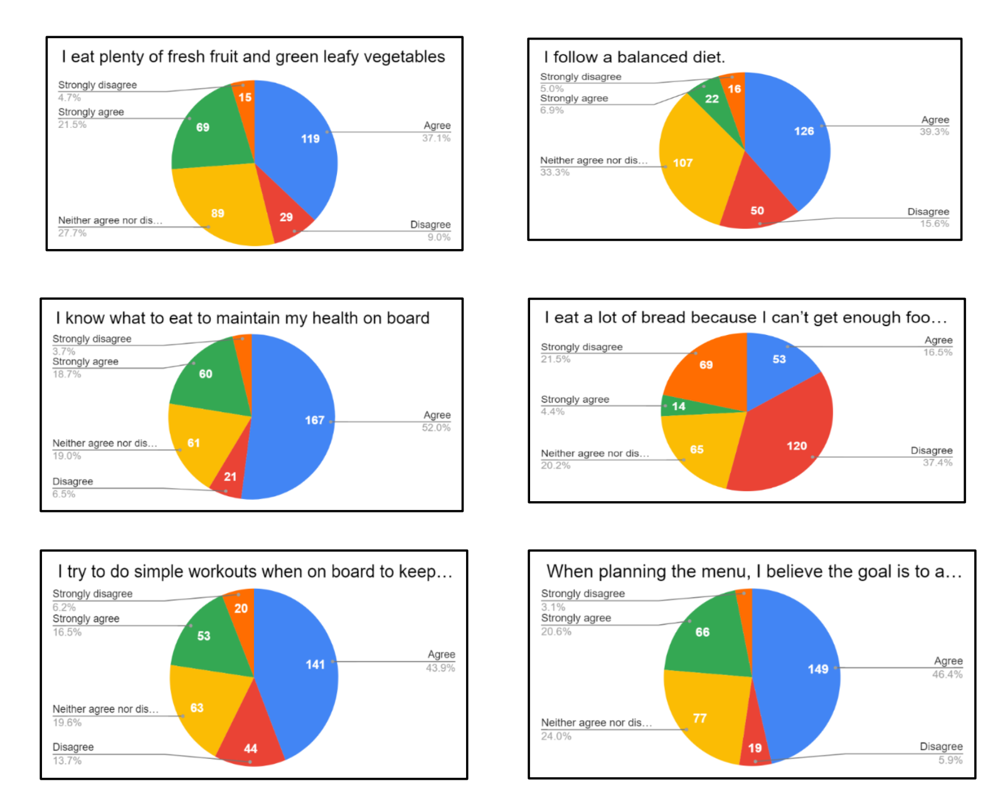 I eat plenty of fresh fruit and green leafy vegetables
Strongly disagree
4.7%
Strongly agree
21.5%
Neither agree nor dis...
27.7%
Agree
37.1%
Disagree
9.0%
15
69
119
89
29
I follow a balanced diet.
Strongly disagree
5.0%
Strongly agree
6.9%
Neither agree nor dis...
33.3%
Agree
39.3%
Disagree
15.6%
16
22
126
107
50
I know what to eat to maintain my health on board
Strongly disagree
3.7%
Strongly agree
18.7%
Neither agree nor dis...
19.0%
Disagree
6.5%
Agree
52.0%
60
167
61
21
I eat a lot of bread because I can't get enough foo...
Strongly disagree
21.5%
Strongly agree
4.4%
Neither agree nor dis...
20.2%
Agree
16.5%
Disagree
37.4%
69
53
14
65
120
I try to do simple workouts when on board to keep...
Strongly disagree
6.2%
Strongly agree
16.5%
Neither agree nor dis...
19.6%
Disagree
13.7%
Agree
43.9%
20
53
141
63
44
When planning the menu, I believe the goal is to a...
Strongly disagree
3.1%
Strongly agree
20.6%
Neither agree nor dis...
24.0%
Agree
46.4%
Disagree
5.9%
66
149
77
19